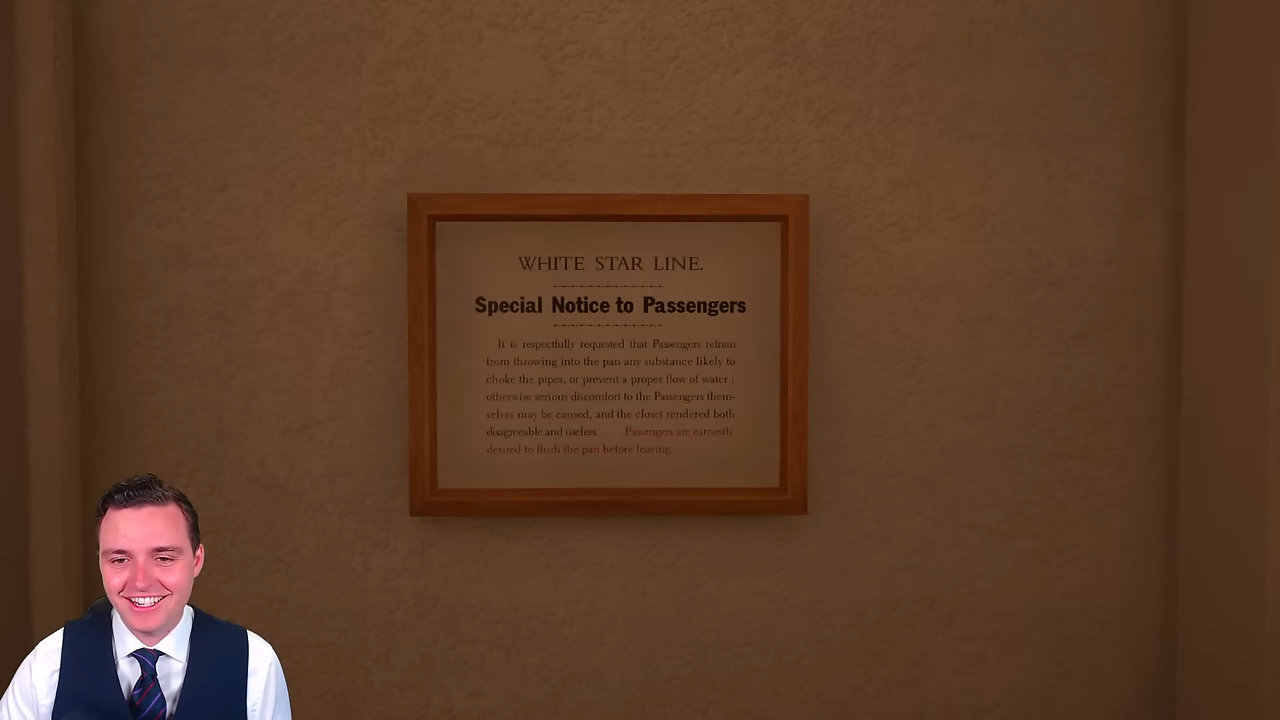 WHITE STAR LINE.
Special Notice to Passengers
It is respectfully requested that Passengers refrain
from throwing into the pan any substance likely to
choke the pipes, or prevent a proper flow of water ;
otherwise serious discomfort to the Passengers them-
selves may be caused, and the closet rendered both
disagreeable and useless. Passengers are earnestly
desired to flush the pan before leaving.